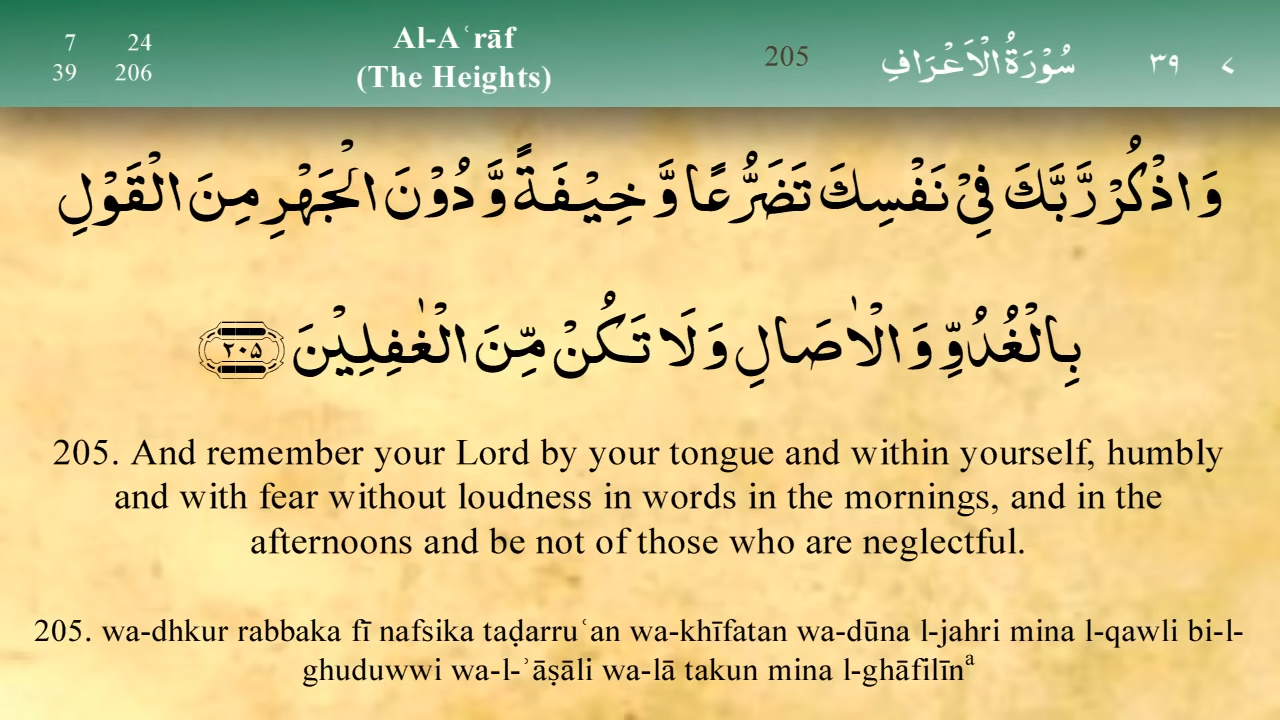 7 24
39 206
Al-Aʿrāf
(The Heights)
205
سُوْرَةُ الْاَعْرَافِ
٣٩
٧
وَ اذْكُرْ رَّبَّكَ فِيْ نَفْسِكَ تَضَرُّعًا وَّ خِيْفَةً وَّ دُوْنَ الْجَهْرِ مِنَ الْقَوْلِ
بِالْغُدُوِّ وَ الْاٰصَالِ وَ لَا تَكُنْ مِّنَ الْغٰفِلِيْنَ ٢٠٥
205. And remember your Lord by your tongue and within yourself, humbly
and with fear without loudness in words in the mornings, and in the
afternoons and be not of those who are neglectful.
205. wa-dhkur rabbaka fī nafsika taḍarruʿan wa-khīfatan wa-dūna l-jahri mina l-qawli bi-l-
ghuduwwi wa-l-ʾāṣāli wa-lā takun mina l-ghāfilīnᵃ